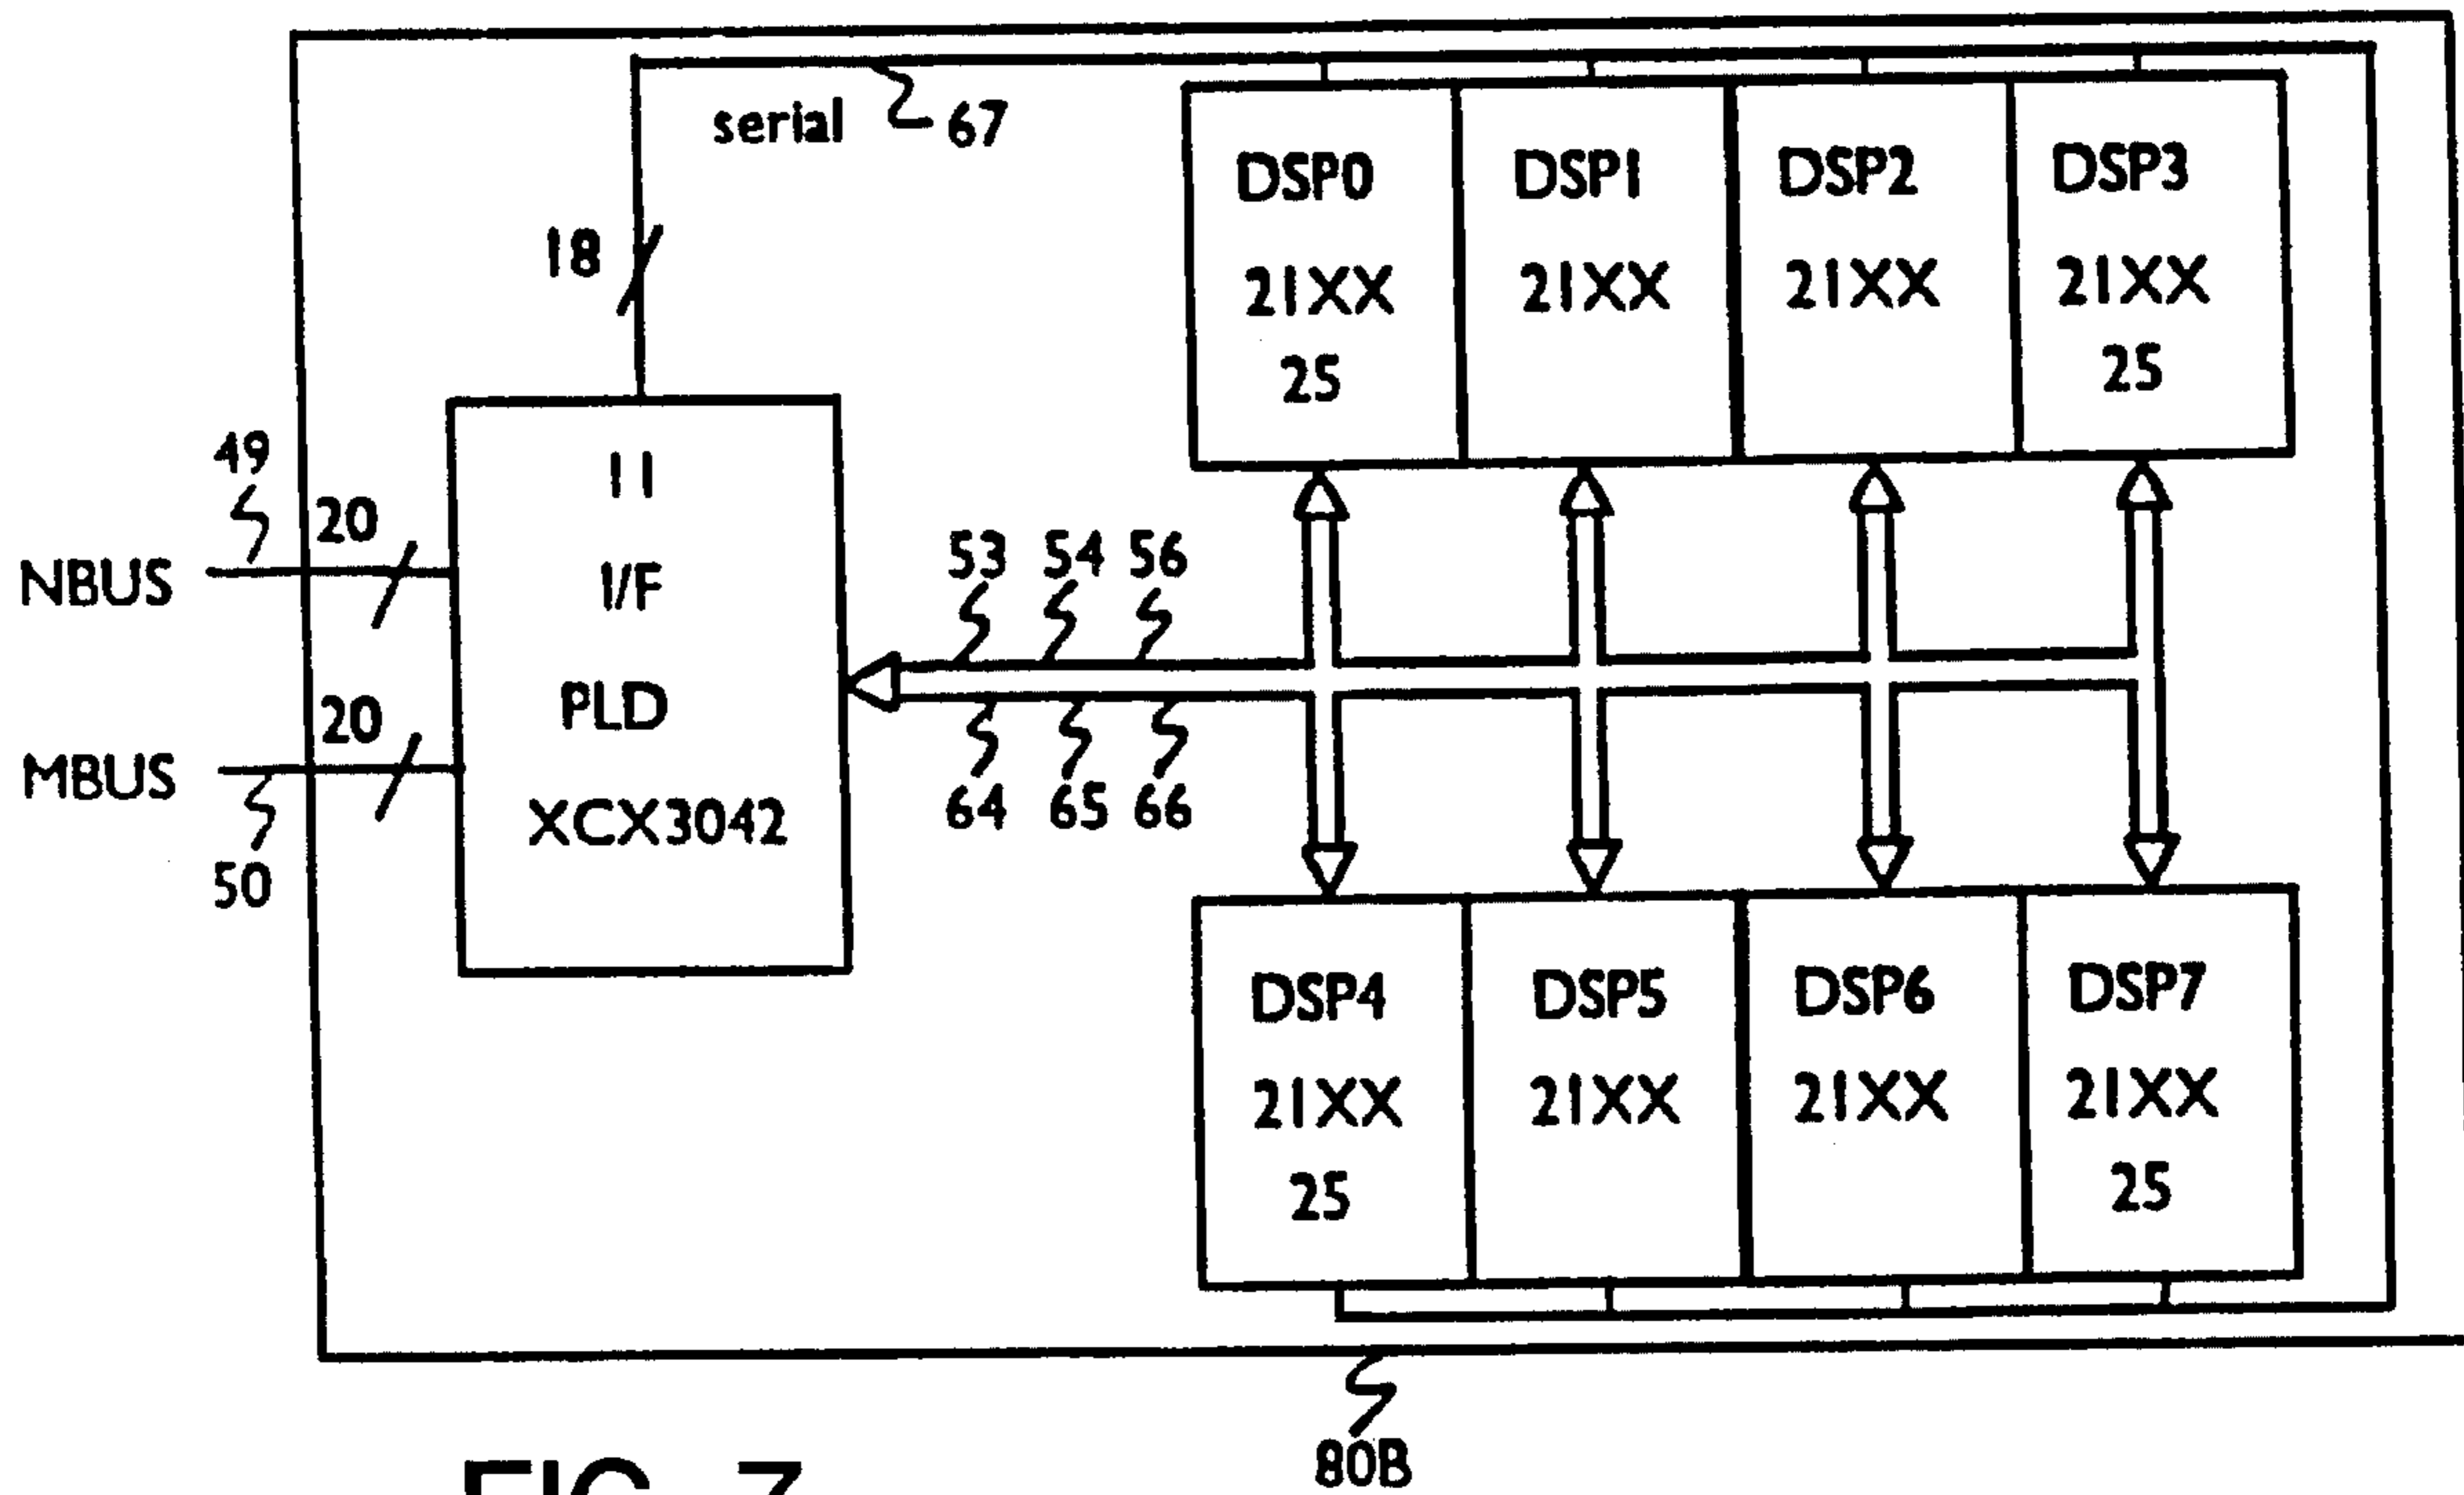 serial
67
18
DSP0
21XX
25
DSP1
21XX
DSP2
21XX
DSP3
21XX
25
49
20
NBUS
20
MBUS
50
11
I/F
PLD
XCX3042
53 54 56
64 65 66
DSP4
21XX
25
DSP5
21XX
DSP6
21XX
DSP7
21XX
25
80B